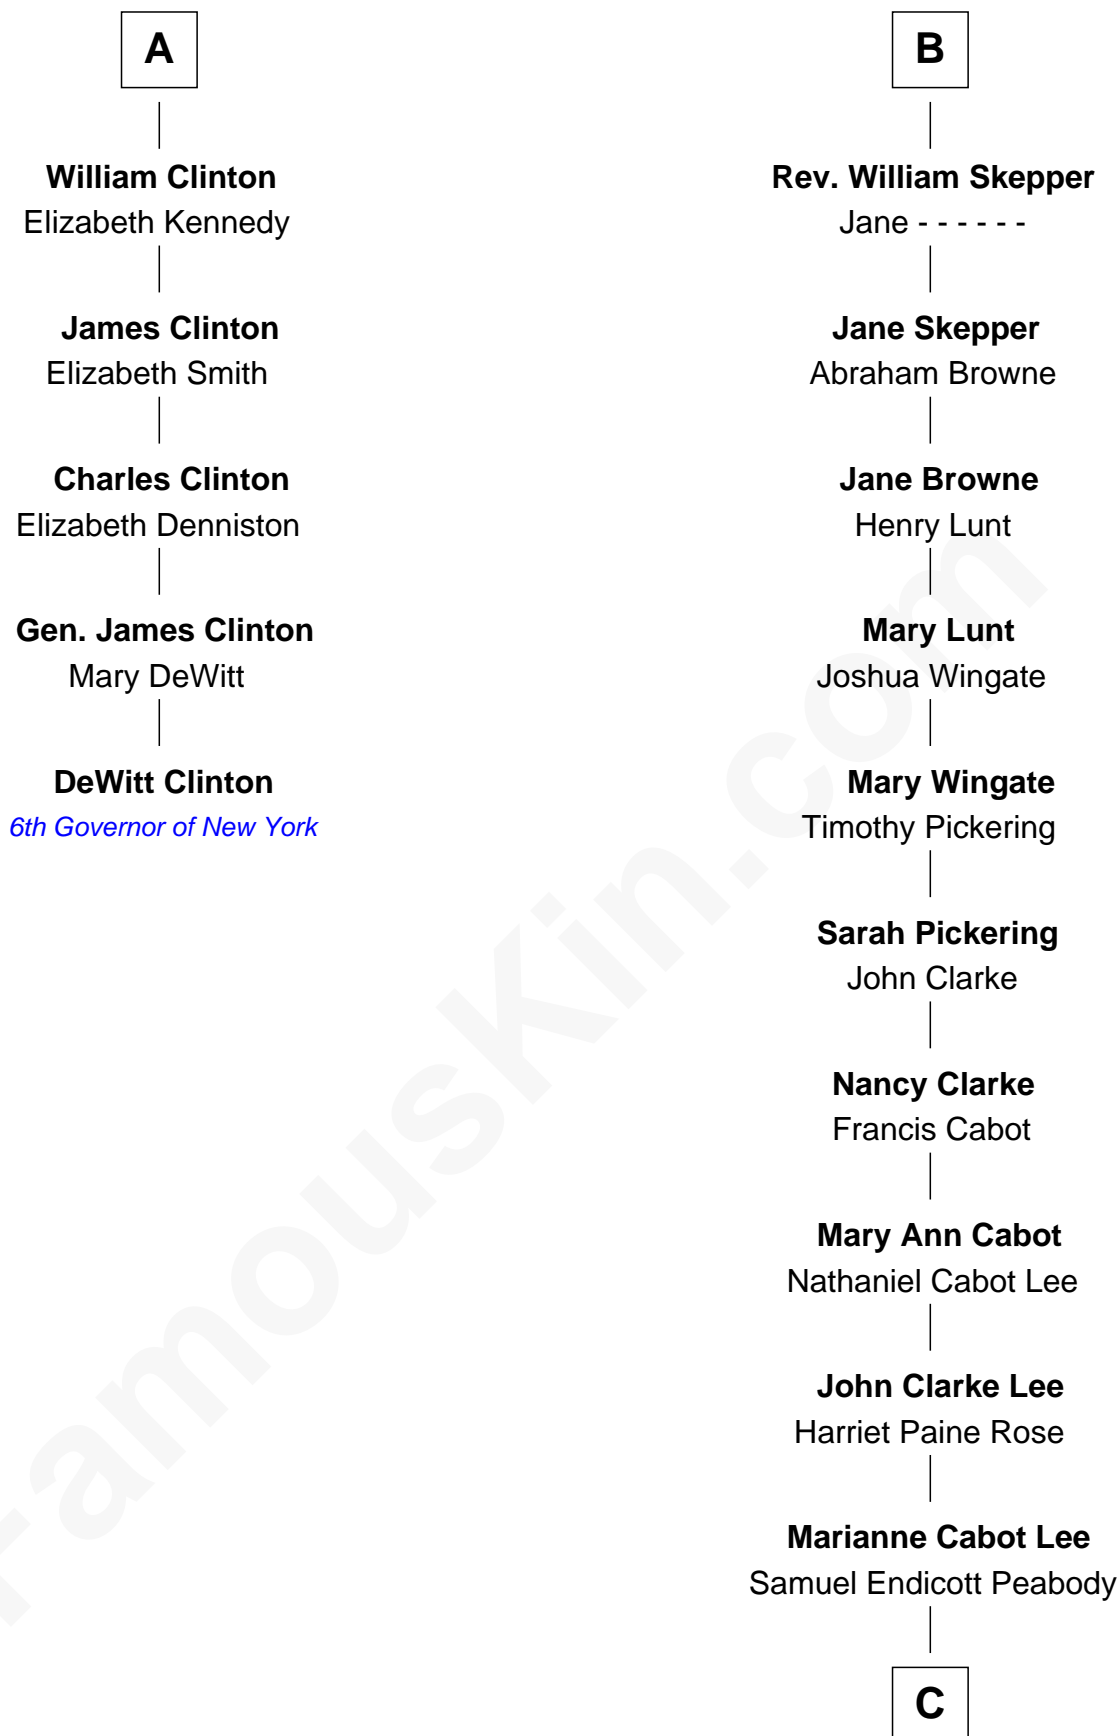 A
William Clinton
Elizabeth Kennedy
James Clinton
Elizabeth Smith
Charles Clinton
Elizabeth Denniston
Gen. James Clinton
Mary DeWitt
DeWitt Clinton
6th Governor of New York
B
Rev. William Skepper
Jane - - - - - -
Jane Skepper
Abraham Browne
Jane Browne
Henry Lunt
Mary Lunt
Joshua Wingate
Mary Wingate
Timothy Pickering
Sarah Pickering
John Clarke
Nancy Clarke
Francis Cabot
Mary Ann Cabot
Nathaniel Cabot Lee
John Clarke Lee
Harriet Paine Rose
Marianne Cabot Lee
Samuel Endicott Peabody
C
FamousKin.com